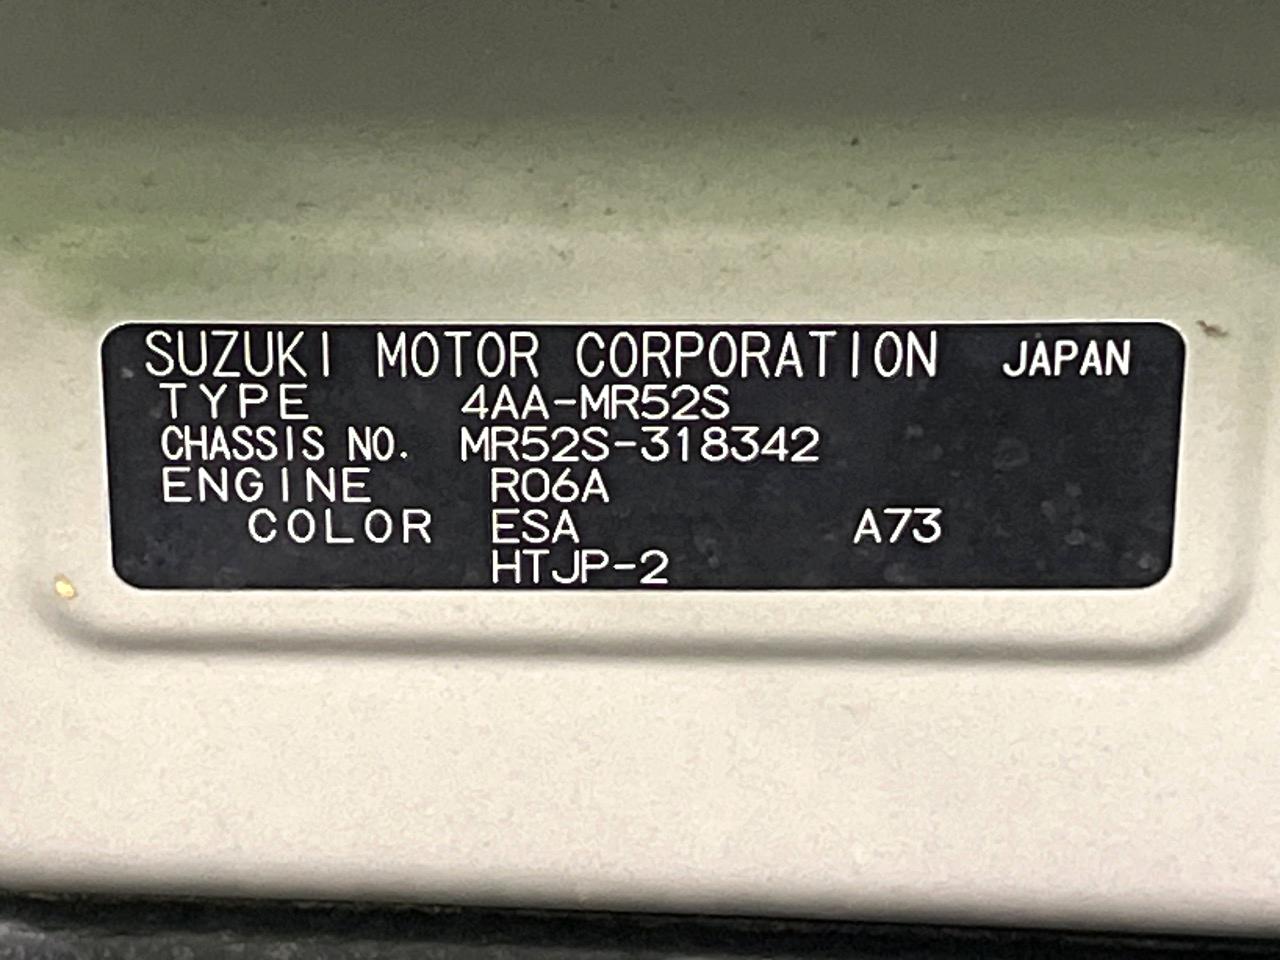 SUZUKI MOTOR CORPORATION JAPAN
TYPE 4AA-MR52S
CHASSIS NO. MR52S-318342
ENGINE R06A
COLOR ESA A73
HTJP-2